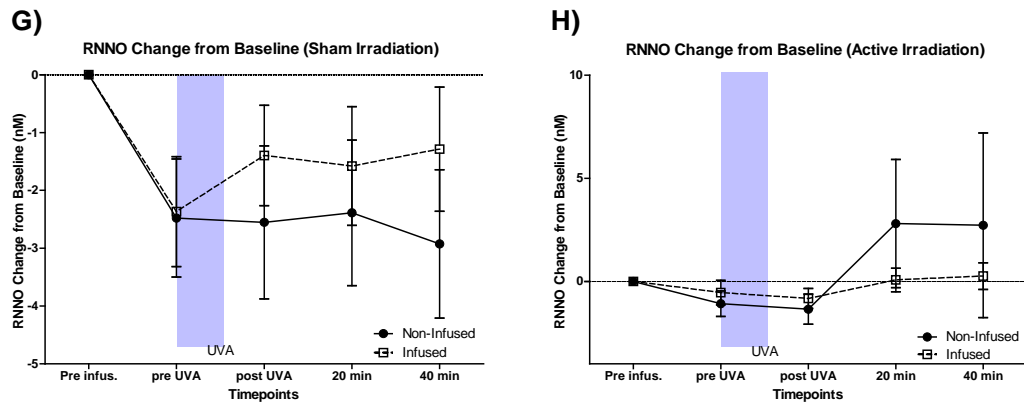 G)
RNNO Change from Baseline (Sham Irradiation)
RNNO Change from Baseline (nM)
0
-1
-2
-3
-4
-5
UVA
Non-Infused
Infused
Pre infus.
pre UVA
post UVA
20 min
40 min
Timepoints
H)
RNNO Change from Baseline (Active Irradiation)
RNNO Change from Baseline (nM)
10
5
0
UVA
Non-Infused
Infused
Pre infus.
pre UVA
post UVA
20 min
40 min
Timepoints